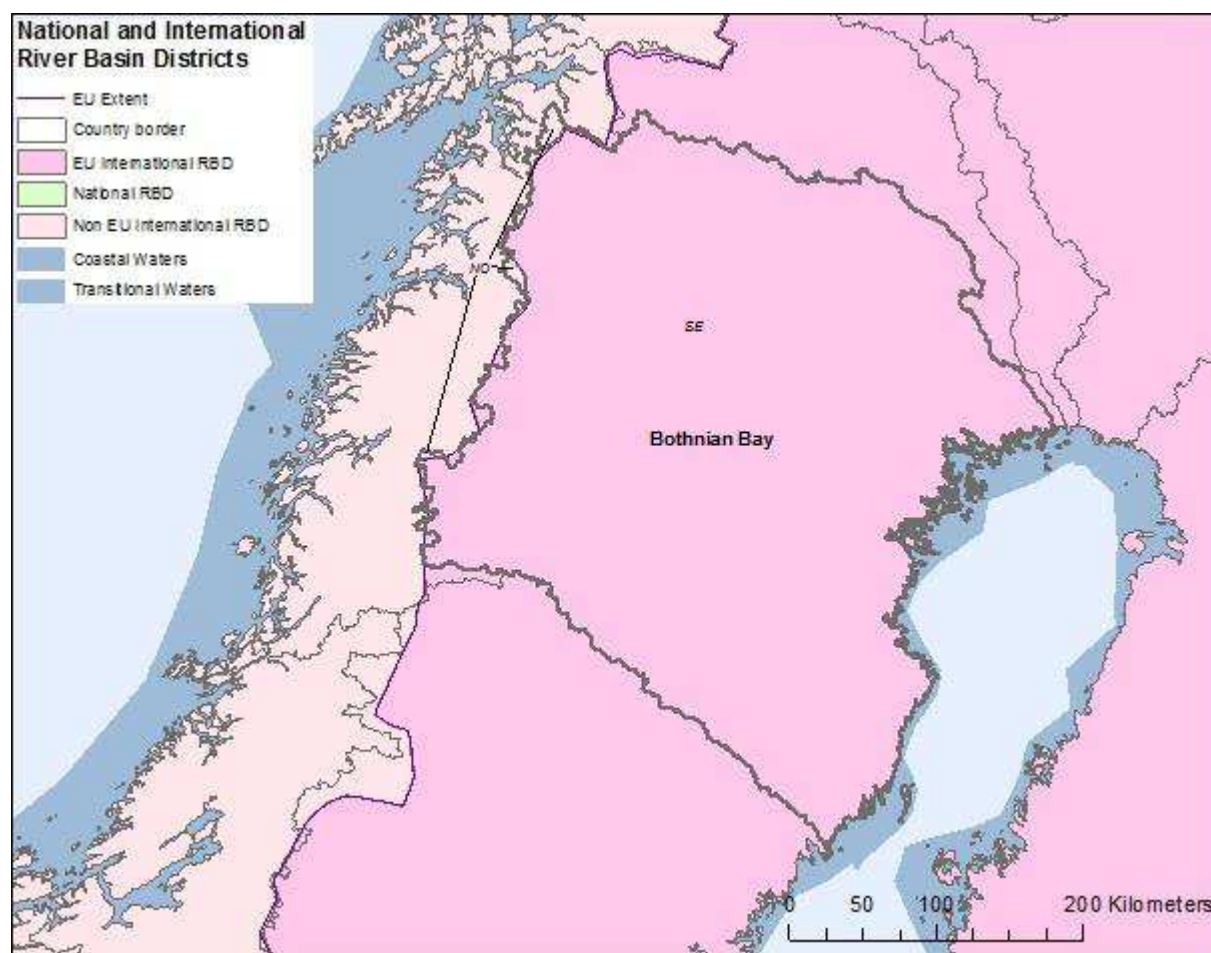 National and International
River Basin Districts
EU Extent
Country border
EU International RBD
National RBD
Non EU International RBD
Coastal Waters
Transitional Waters
NO
SE
Bothnian Bay
0 50 100 200 Kilometers